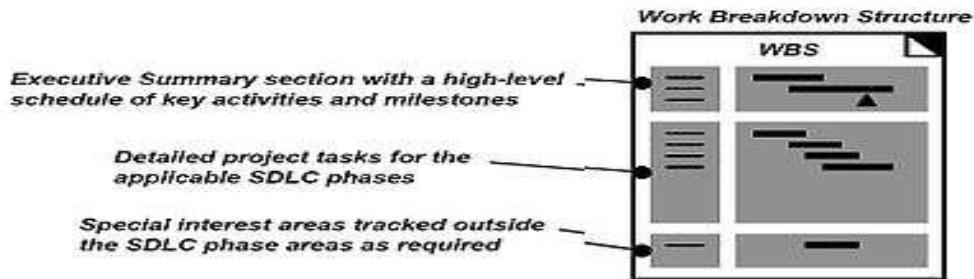 Work Breakdown Structure
WBS
Executive Summary section with a high-level
schedule of key activities and milestones
Detailed project tasks for the
applicable SDLC phases
Special interest areas tracked outside
the SDLC phase areas as required